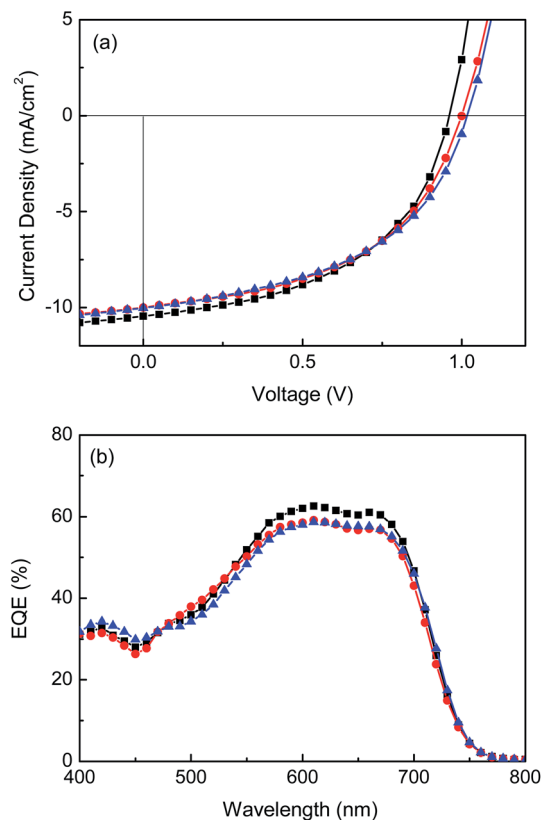 (a)
5
0
-5
-10
Current Density (mA/cm²)
0.0 0.5 1.0
Voltage (V)
(b)
80
60
40
20
0
EQE (%)
400 500 600 700 800
Wavelength (nm)